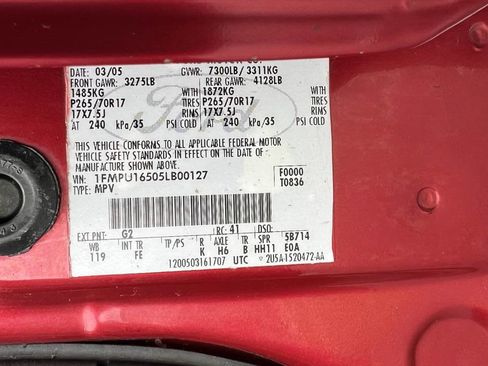 DATE: 03/05 GVWR: 7300LB/ 3311KG
FRONT GAWR: 3275LB REAR GAWR: 4128LB
1485KG WITH 1872KG WITH
P265/70R17 TIRES P265/70R17 TIRES
17X7.5J RIMS 17X7.5J RIMS
AT 240 kPa/35 PSI COLD AT 240 kPa/35 PSI COLD
THIS VEHICLE CONFORMS TO ALL APPLICABLE FEDERAL MOTOR
VEHICLE SAFETY STANDARDS IN EFFECT ON THE DATE OF
MANUFACTURE SHOWN ABOVE.
VIN: 1FMPU16505LB00127 F0000
TYPE: MPV T0836
EXT PNT: G2 RC: 41 DSO:
WB TP/PS R AXLE TR SPR 5B714
119 FE K H6 B HH11 E0A
1200503161707 UTC 2U5A-1520472-AA
Ford